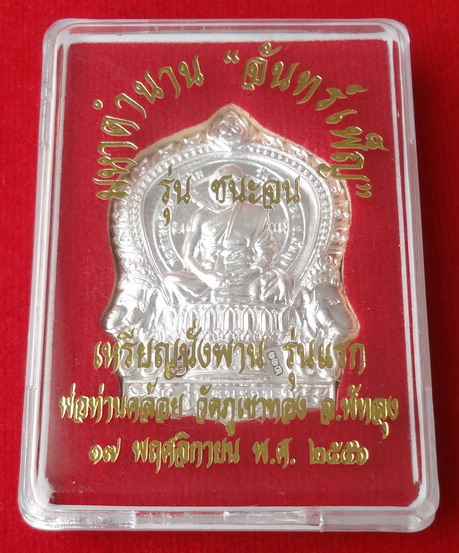 มหาตำนาน "จันทร์เพ็ญ"
รุ่น ชนะจน
เหรียญนั่งพาน รุ่นแรก
พ่อท่านคล้อย วัดภูเขาทอง จ.พัทลุง
๑๗ พฤศจิกายน พ.ศ. ๒๕๕๖